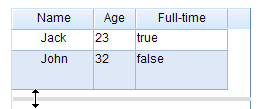 Name Age Full-time
Jack 23 true
John 32 false